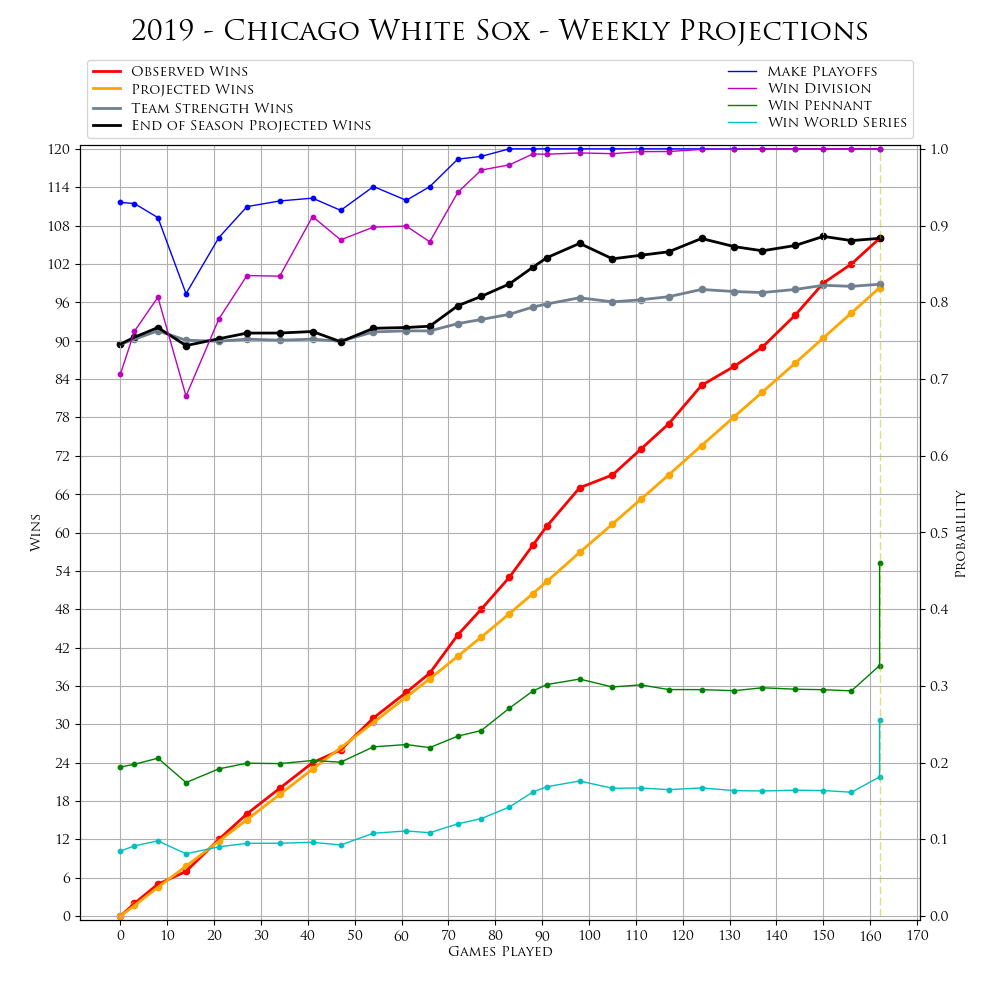 2019 - Chicago White Sox - Weekly Projections
Observed Wins
Projected Wins
Team Strength Wins
End of Season Projected Wins
Make Playoffs
Win Division
Win Pennant
Win World Series
120
114
108
102
96
90
84
78
72
66
60
54
48
42
36
30
24
18
12
6
0
Wins
1.0
0.9
0.8
0.7
0.6
0.5
0.4
0.3
0.2
0.1
0.0
Probability
0 10 20 30 40 50 60 70 80 90 100 110 120 130 140 150 160 170
Games Played